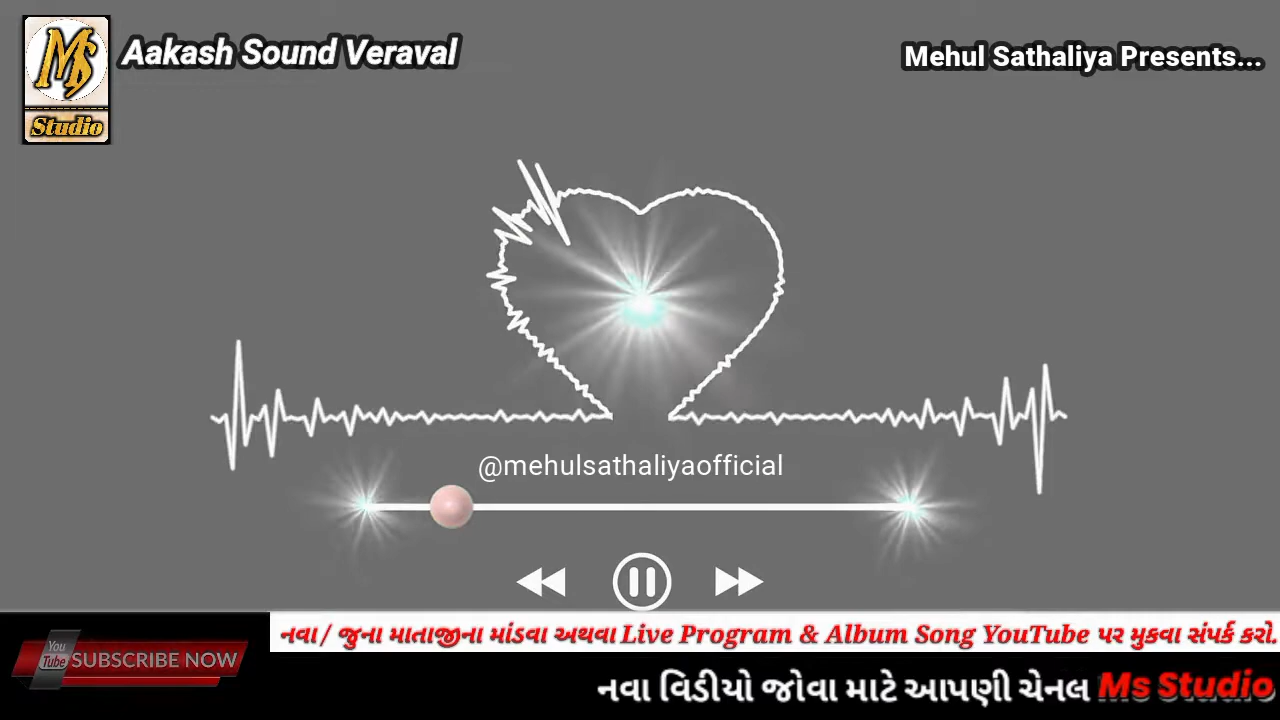 Aakash Sound Veraval
Mehul Sathaliya Presents...
MS
Studio
@mehulsathaliyaofficial
નવા/ જુના માતાજીના માંડવા અથવા Live Program & Album Song YouTube પર મુકવા સંપર્ક કરો.
You
Tube
SUBSCRIBE NOW
નવા વિડીયો જોવા માટે આપણી ચેનલ Ms Studio